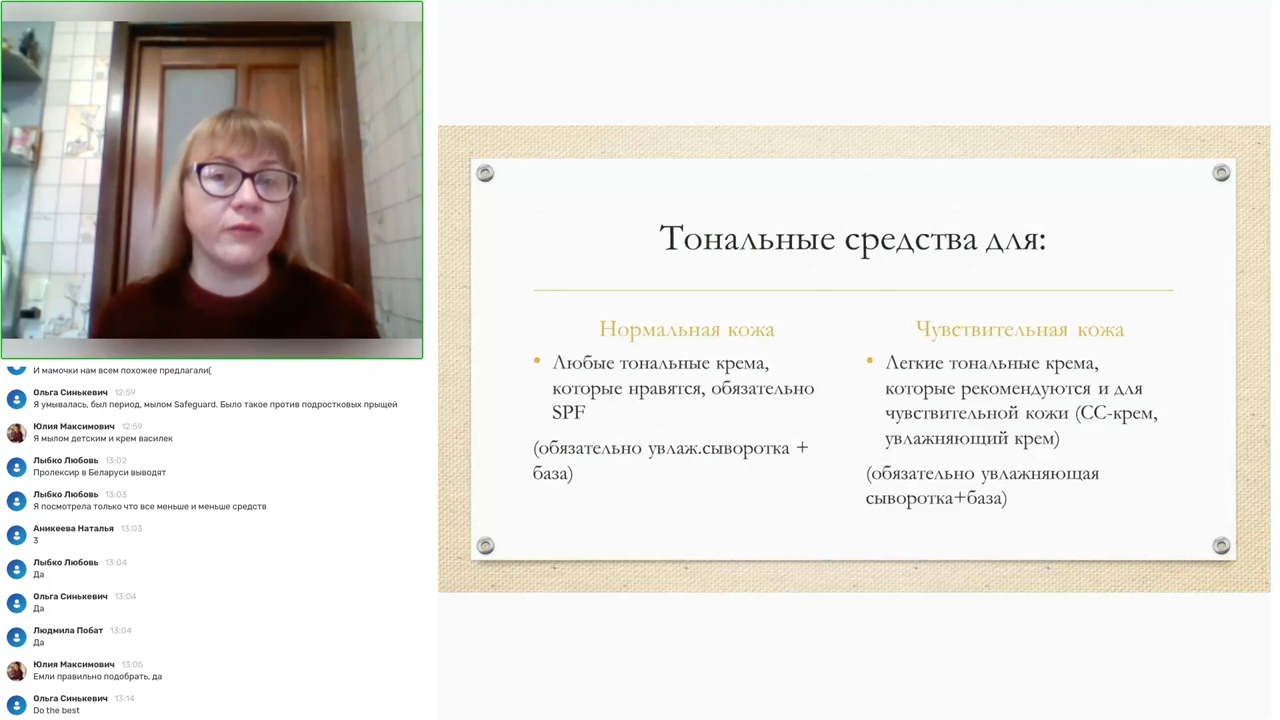 И мамочки нам всем похожее предлагали(
Ольга Синькевич 12:59
Я умывалась, был период, мылом Safeguard. Было такое против подростковых прыщей
Юлия Максимович 12:59
Я мылом детским и крем василек
Лыбко Любовь 13:02
Пролексир в Беларуси выводят
Лыбко Любовь 13:03
Я посмотрела только что все меньше и меньше средств
Аникеева Наталья 13:03
3
Лыбко Любовь 13:04
Да
Ольга Синькевич 13:04
Да
Людмила Побат 13:04
Да
Юлия Максимович 13:05
Емли правильно подобрать, да
Ольга Синькевич 13:14
Do the best
Тональные средства для:
Нормальная кожа
• Любые тональные крема,
которые нравятся, обязательно
SPF
(обязательно увлаж.сыворотка +
база)
Чувствительная кожа
• Легкие тональные крема,
которые рекомендуются и для
чувствительной кожи (СС-крем,
увлажняющий крем)
(обязательно увлажняющая
сыворотка+база)